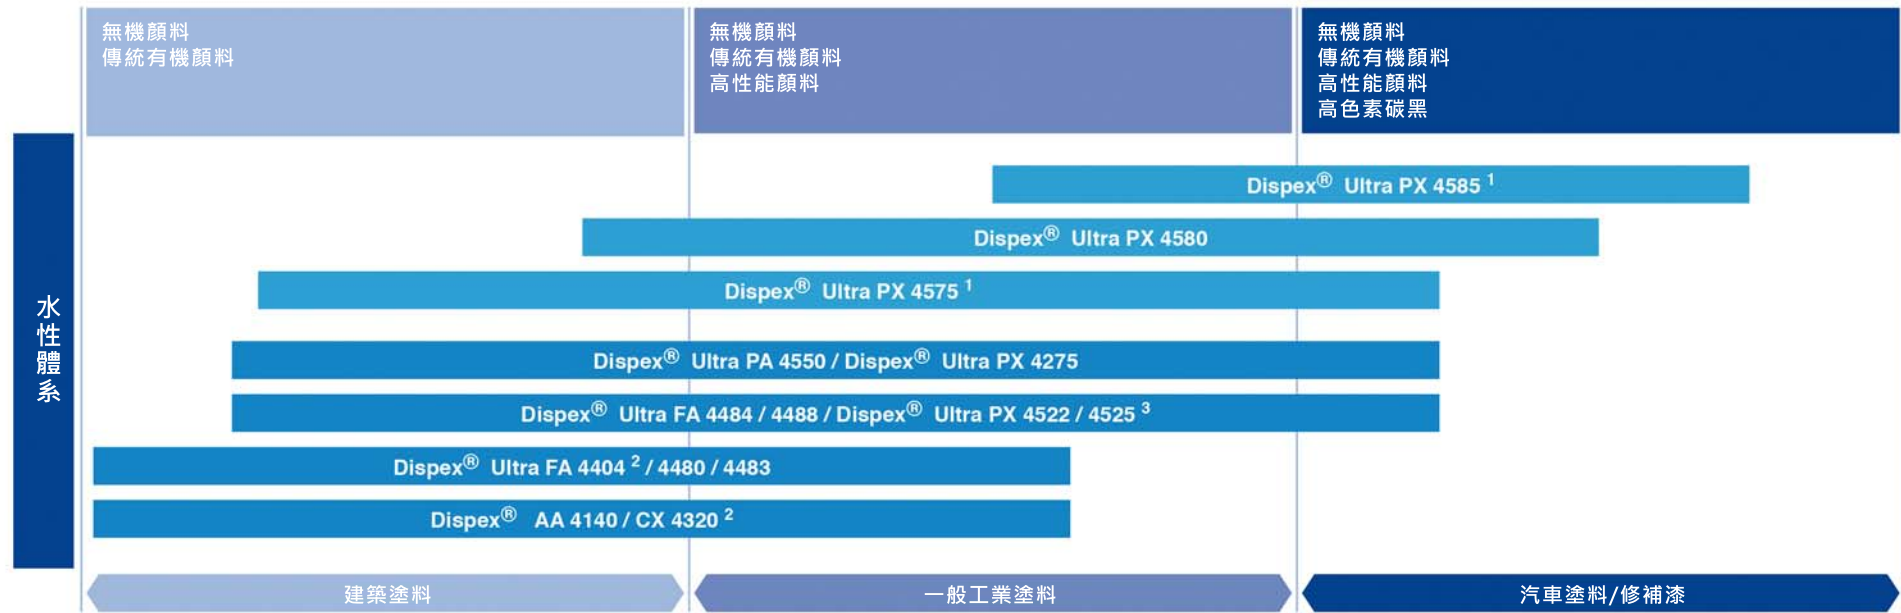 無機顏料
傳統有機顏料
無機顏料
傳統有機顏料
高性能顏料
無機顏料
傳統有機顏料
高性能顏料
高色素碳黑
水性體系
Dispex® Ultra PX 4585 ¹
Dispex® Ultra PX 4580
Dispex® Ultra PX 4575 ¹
Dispex® Ultra PA 4550 / Dispex® Ultra PX 4275
Dispex® Ultra FA 4484 / 4488 / Dispex® Ultra PX 4522 / 4525 ³
Dispex® Ultra FA 4404 ² / 4480 / 4483
Dispex® AA 4140 / CX 4320 ²
建築塗料
一般工業塗料
汽車塗料/修補漆